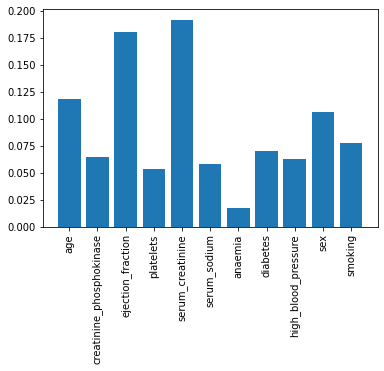 0.200
0.175
0.150
0.125
0.100
0.075
0.050
0.025
0.000
age
creatinine_phosphokinase
ejection_fraction
platelets
serum_creatinine
serum_sodium
anaemia
diabetes
high_blood_pressure
sex
smoking